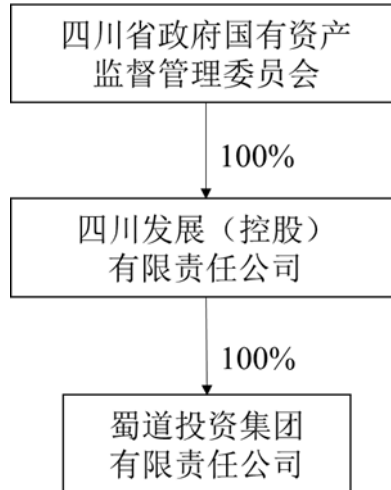 四川省政府国有资产
监督管理委员会
100%
四川发展（控股）
有限责任公司
100%
蜀道投资集团
有限责任公司